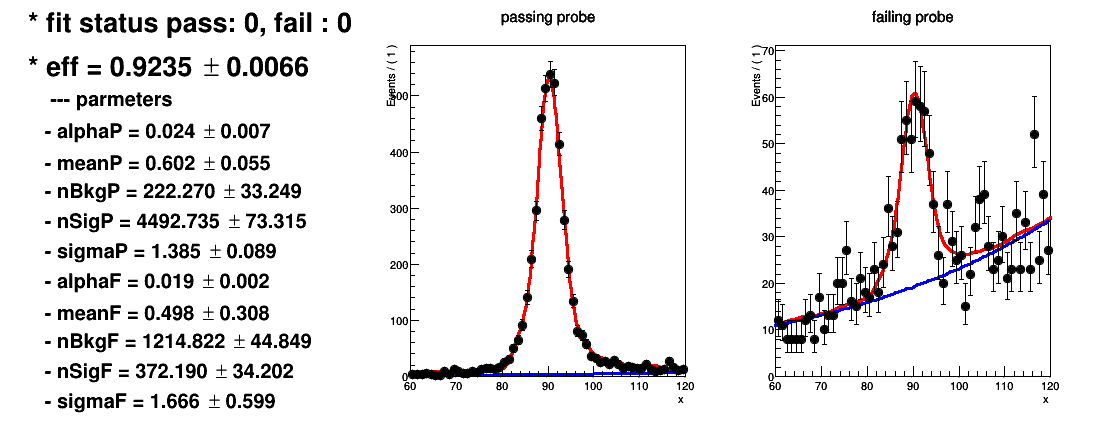 * fit status pass: 0, fail : 0
* eff = 0.9235 ± 0.0066
--- parmeters
- alphaP = 0.024 ± 0.007
- meanP = 0.602 ± 0.055
- nBkgP = 222.270 ± 33.249
- nSigP = 4492.735 ± 73.315
- sigmaP = 1.385 ± 0.089
- alphaF = 0.019 ± 0.002
- meanF = 0.498 ± 0.308
- nBkgF = 1214.822 ± 44.849
- nSigF = 372.190 ± 34.202
- sigmaF = 1.666 ± 0.599
passing probe
Events / ( 1 )
500
400
300
200
100
0
60 70 80 90 100 110 120
x
failing probe
Events / ( 1 )
70
60
50
40
30
20
10
0
60 70 80 90 100 110 120
x